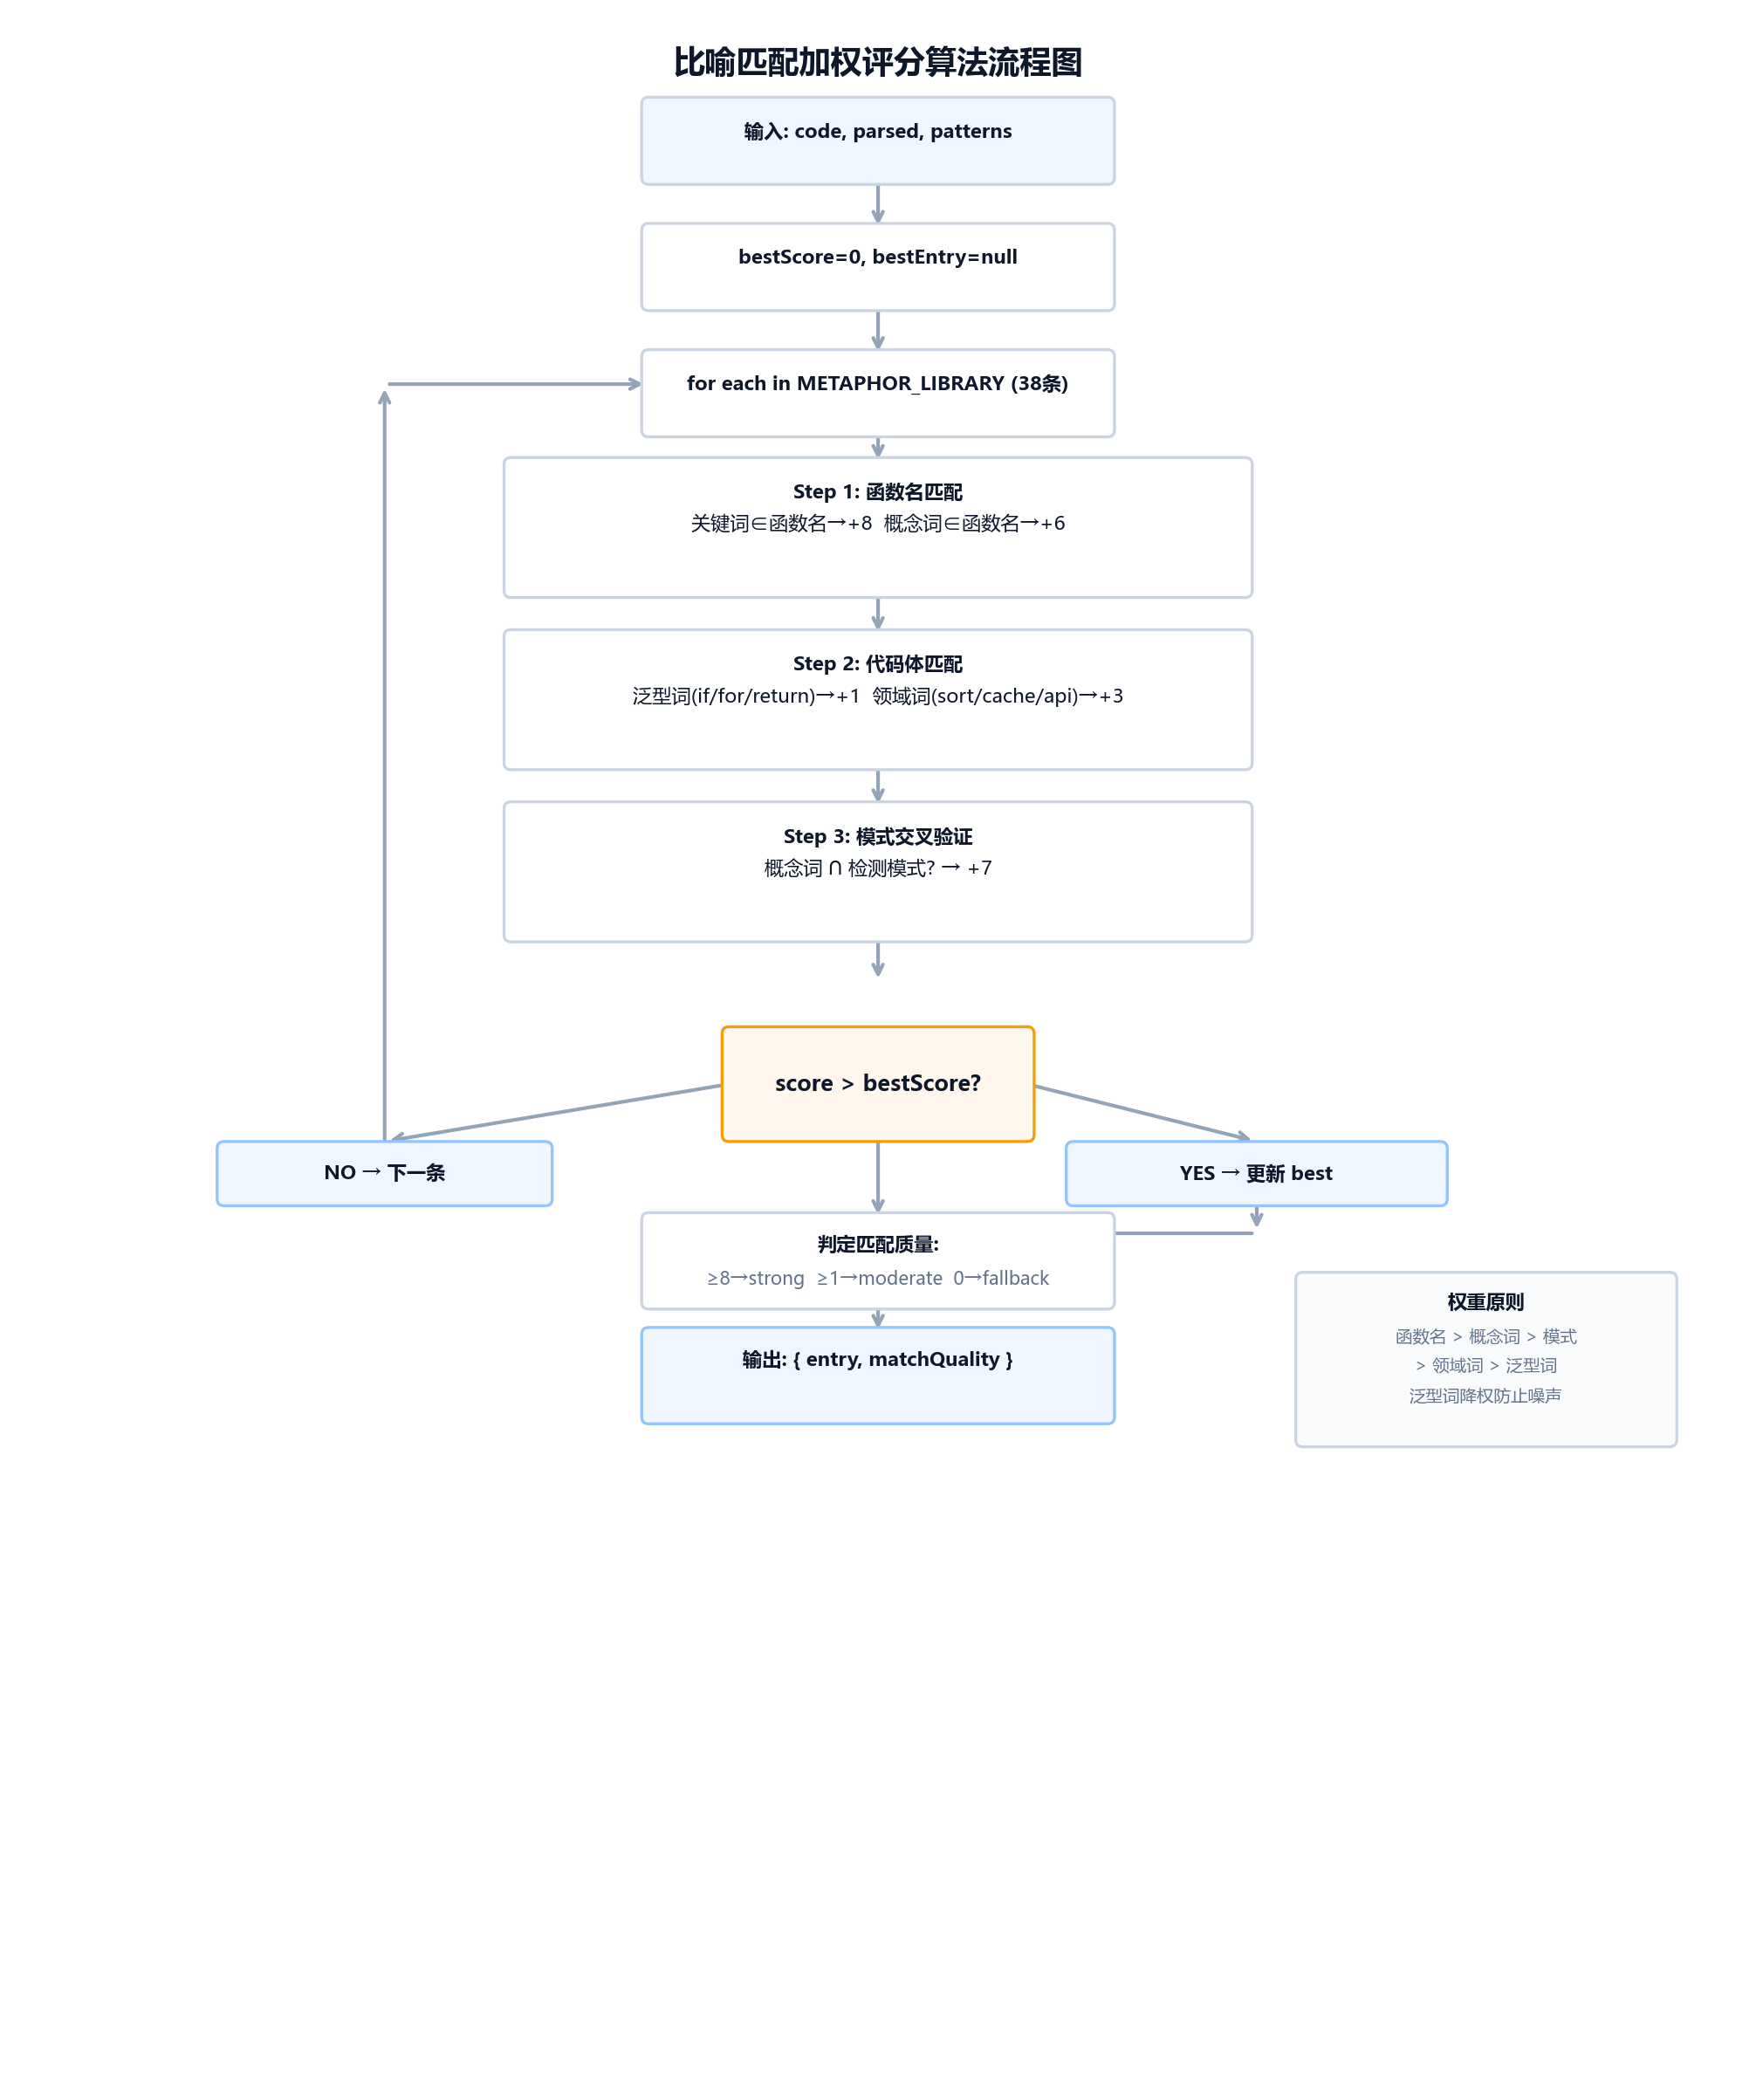 比喻匹配加权评分算法流程图
输入: code, parsed, patterns
bestScore=0, bestEntry=null
for each in METAPHOR_LIBRARY (38条)
Step 1: 函数名匹配
关键词∈函数名→+8  概念词∈函数名→+6
Step 2: 代码体匹配
泛型词(if/for/return)→+1  领域词(sort/cache/api)→+3
Step 3: 模式交叉验证
概念词 ∩ 检测模式? → +7
score > bestScore?
NO → 下一条
YES → 更新 best
判定匹配质量:
≥8→strong  ≥1→moderate  0→fallback
输出: { entry, matchQuality }
权重原则
函数名 > 概念词 > 模式
> 领域词 > 泛型词
泛型词降权防止噪声